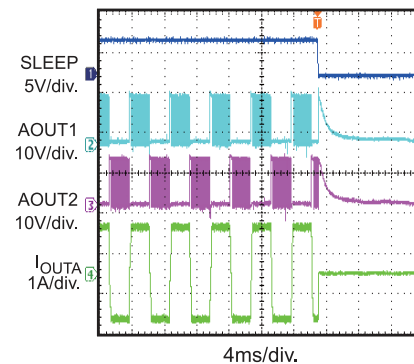 T
SLEEP
1
5V/div.
AOUT1
2
10V/div.
AOUT2
3
10V/div.
IOUTA
4
1A/div.
4ms/div.